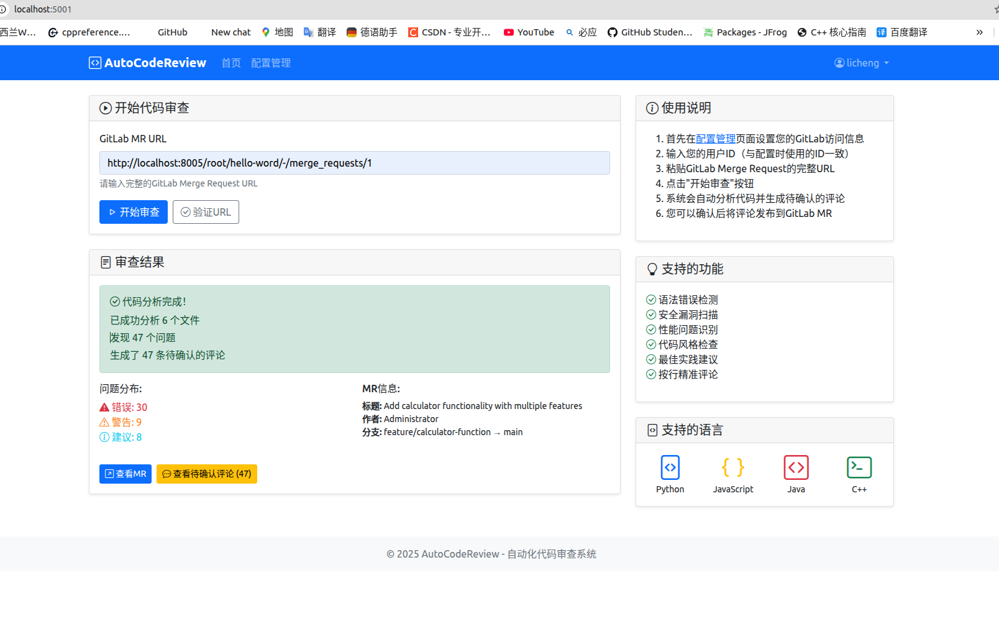 localhost:5001
西兰W...
cppreference....
GitHub
New chat
地图
翻译
德语助手
CSDN - 专业开...
YouTube
必应
GitHub Studen...
Packages - JFrog
C++ 核心指南
百度翻译
»
AutoCodeReview
首页
配置管理
licheng
开始代码审查
GitLab MR URL
http://localhost:8005/root/hello-word/-/merge_requests/1
请输入完整的GitLab Merge Request URL
开始审查
验证URL
审查结果
代码分析完成！
已成功分析 6 个文件
发现 47 个问题
生成了 47 条待确认的评论
问题分布:
错误: 30
警告: 9
建议: 8
MR信息:
标题: Add calculator functionality with multiple features
作者: Administrator
分支: feature/calculator-function → main
查看MR
查看待确认评论 (47)
使用说明
1. 首先在配置管理页面设置您的GitLab访问信息
2. 输入您的用户ID（与配置时使用的ID一致）
3. 粘贴GitLab Merge Request的完整URL
4. 点击"开始审查"按钮
5. 系统会自动分析代码并生成待确认的评论
6. 您可以确认后将评论发布到GitLab MR
支持的功能
语法错误检测
安全漏洞扫描
性能问题识别
代码风格检查
最佳实践建议
按行精准评论
支持的语言
Python
JavaScript
Java
C++
© 2025 AutoCodeReview - 自动化代码审查系统